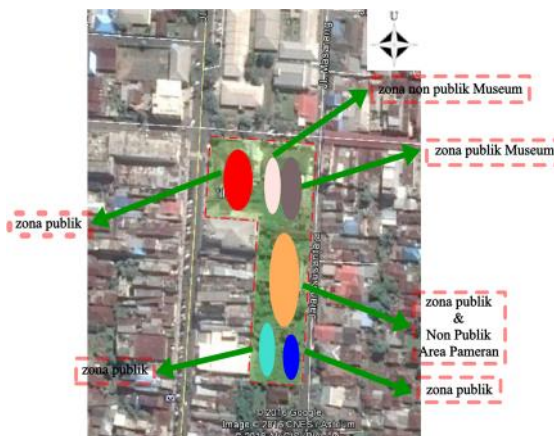 U
zona non publik Museum
zona publik Museum
zona publik
zona publik
&
Non Publik
Area Pameran
zona publik
zona publik
© 2016 Google
Image © 2016 CNES / Astrium